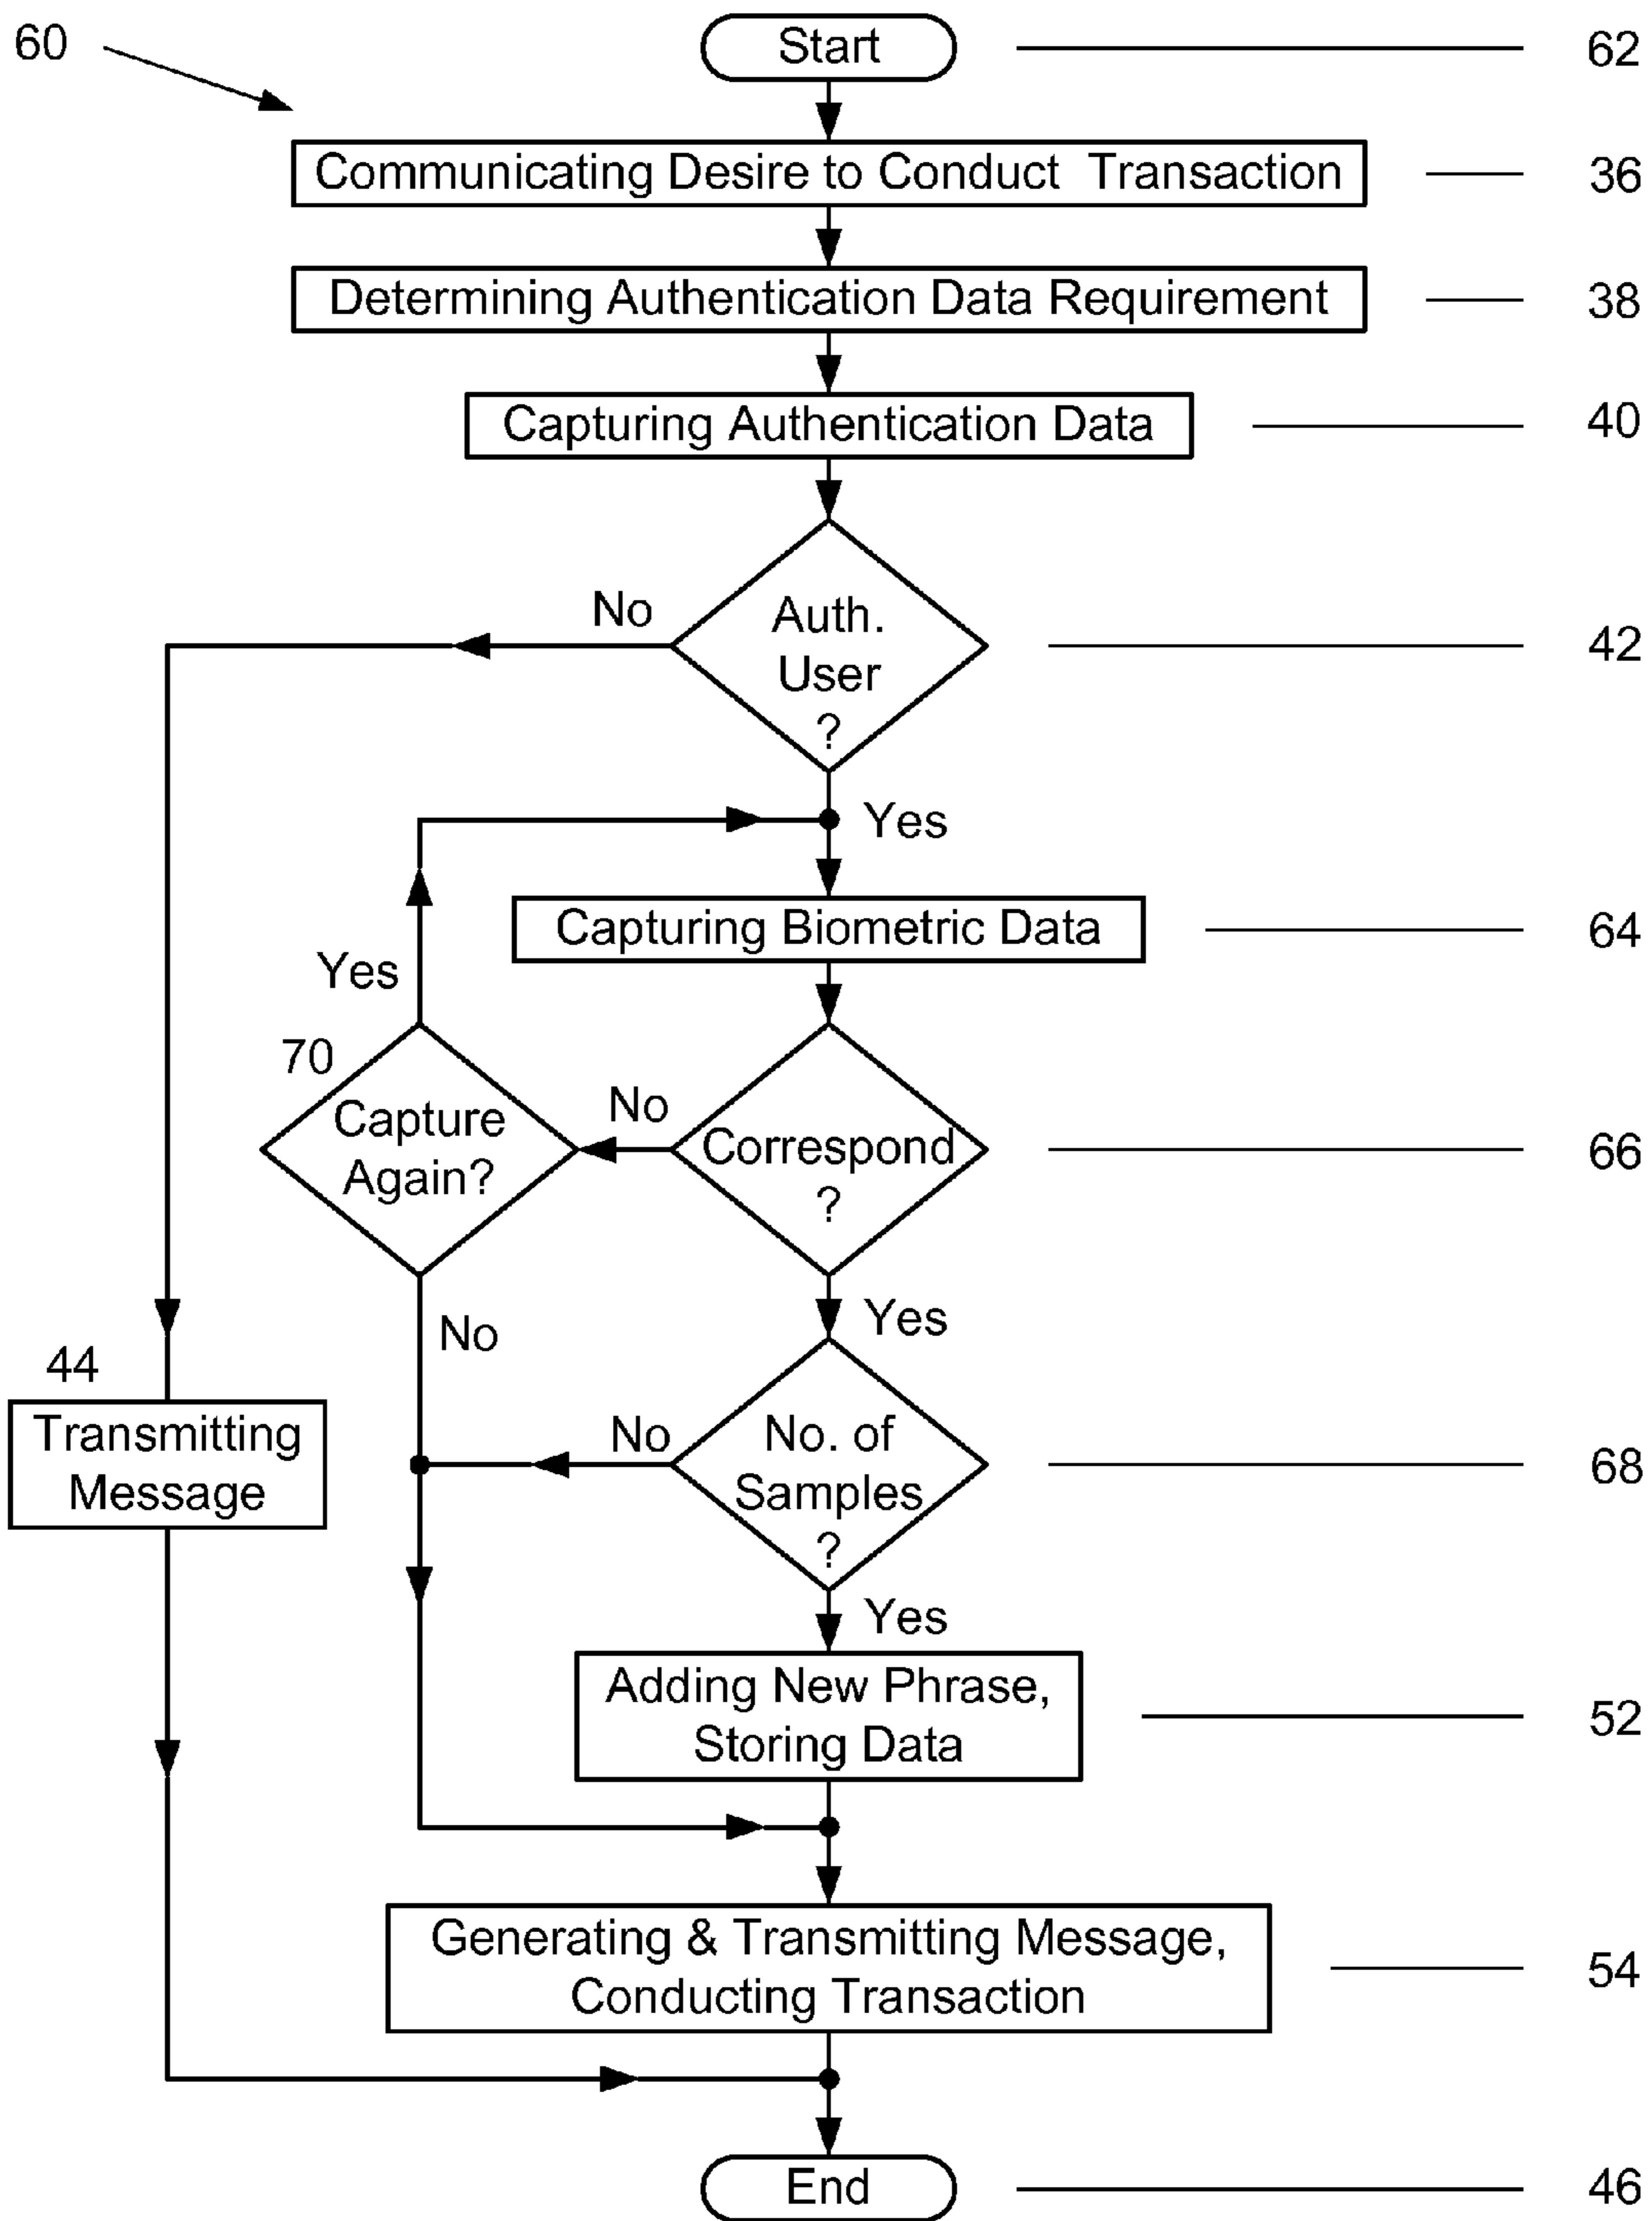 60
Start
62
Communicating Desire to Conduct Transaction
36
Determining Authentication Data Requirement
38
Capturing Authentication Data
40
No
Auth.
User
?
42
Yes
Capturing Biometric Data
64
Yes
70
Capture
Again?
No
Correspond
?
66
Yes
No
44
Transmitting
Message
No
No. of
Samples
?
68
Yes
Adding New Phrase,
Storing Data
52
Generating & Transmitting Message,
Conducting Transaction
54
End
46